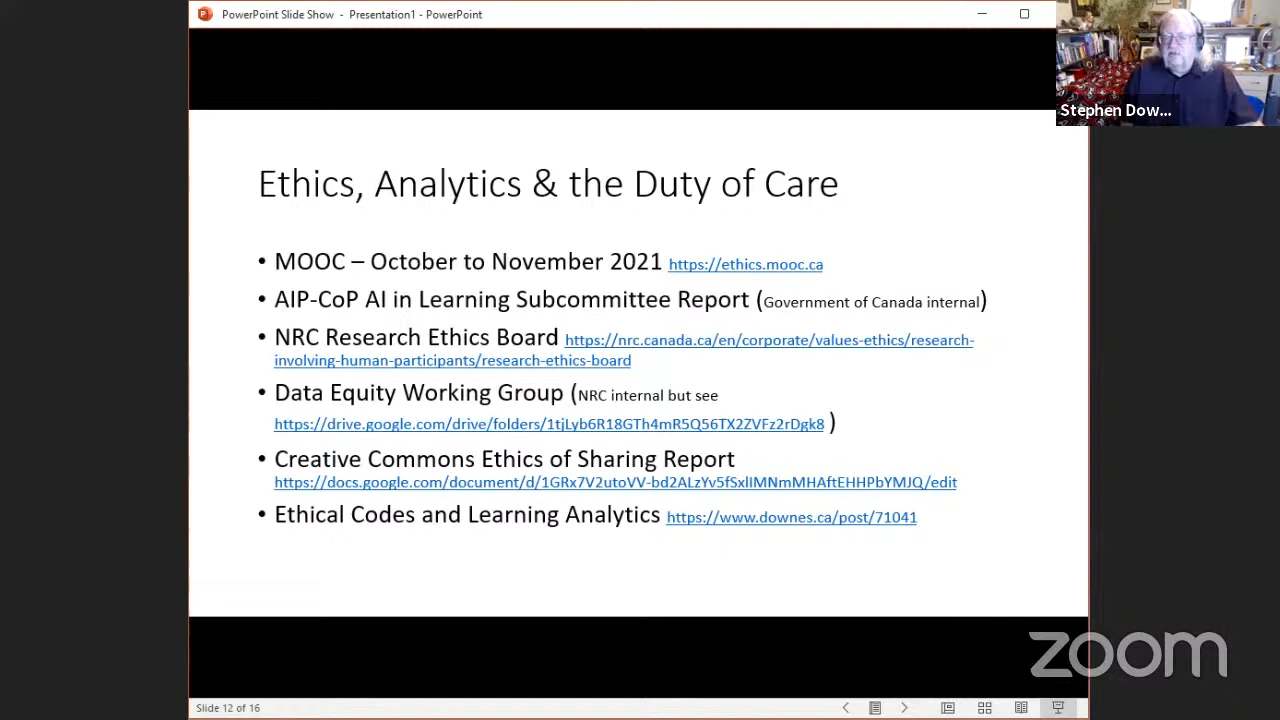 PowerPoint Slide Show - Presentation1 - PowerPoint
Stephen Dow...
Ethics, Analytics & the Duty of Care
• MOOC – October to November 2021 https://ethics.mooc.ca
• AIP-CoP AI in Learning Subcommittee Report (Government of Canada internal)
• NRC Research Ethics Board https://nrc.canada.ca/en/corporate/values-ethics/research-
involving-human-participants/research-ethics-board
• Data Equity Working Group (NRC internal but see
https://drive.google.com/drive/folders/1tjLyb6R18GTh4mR5Q56TX2ZVFz2rDgk8 )
• Creative Commons Ethics of Sharing Report
https://docs.google.com/document/d/1GRx7V2utoVV-bd2ALzYv5fSxlIMNmMHAftEHHPbYMJQ/edit
• Ethical Codes and Learning Analytics https://www.downes.ca/post/71041
zoom
Slide 12 of 16